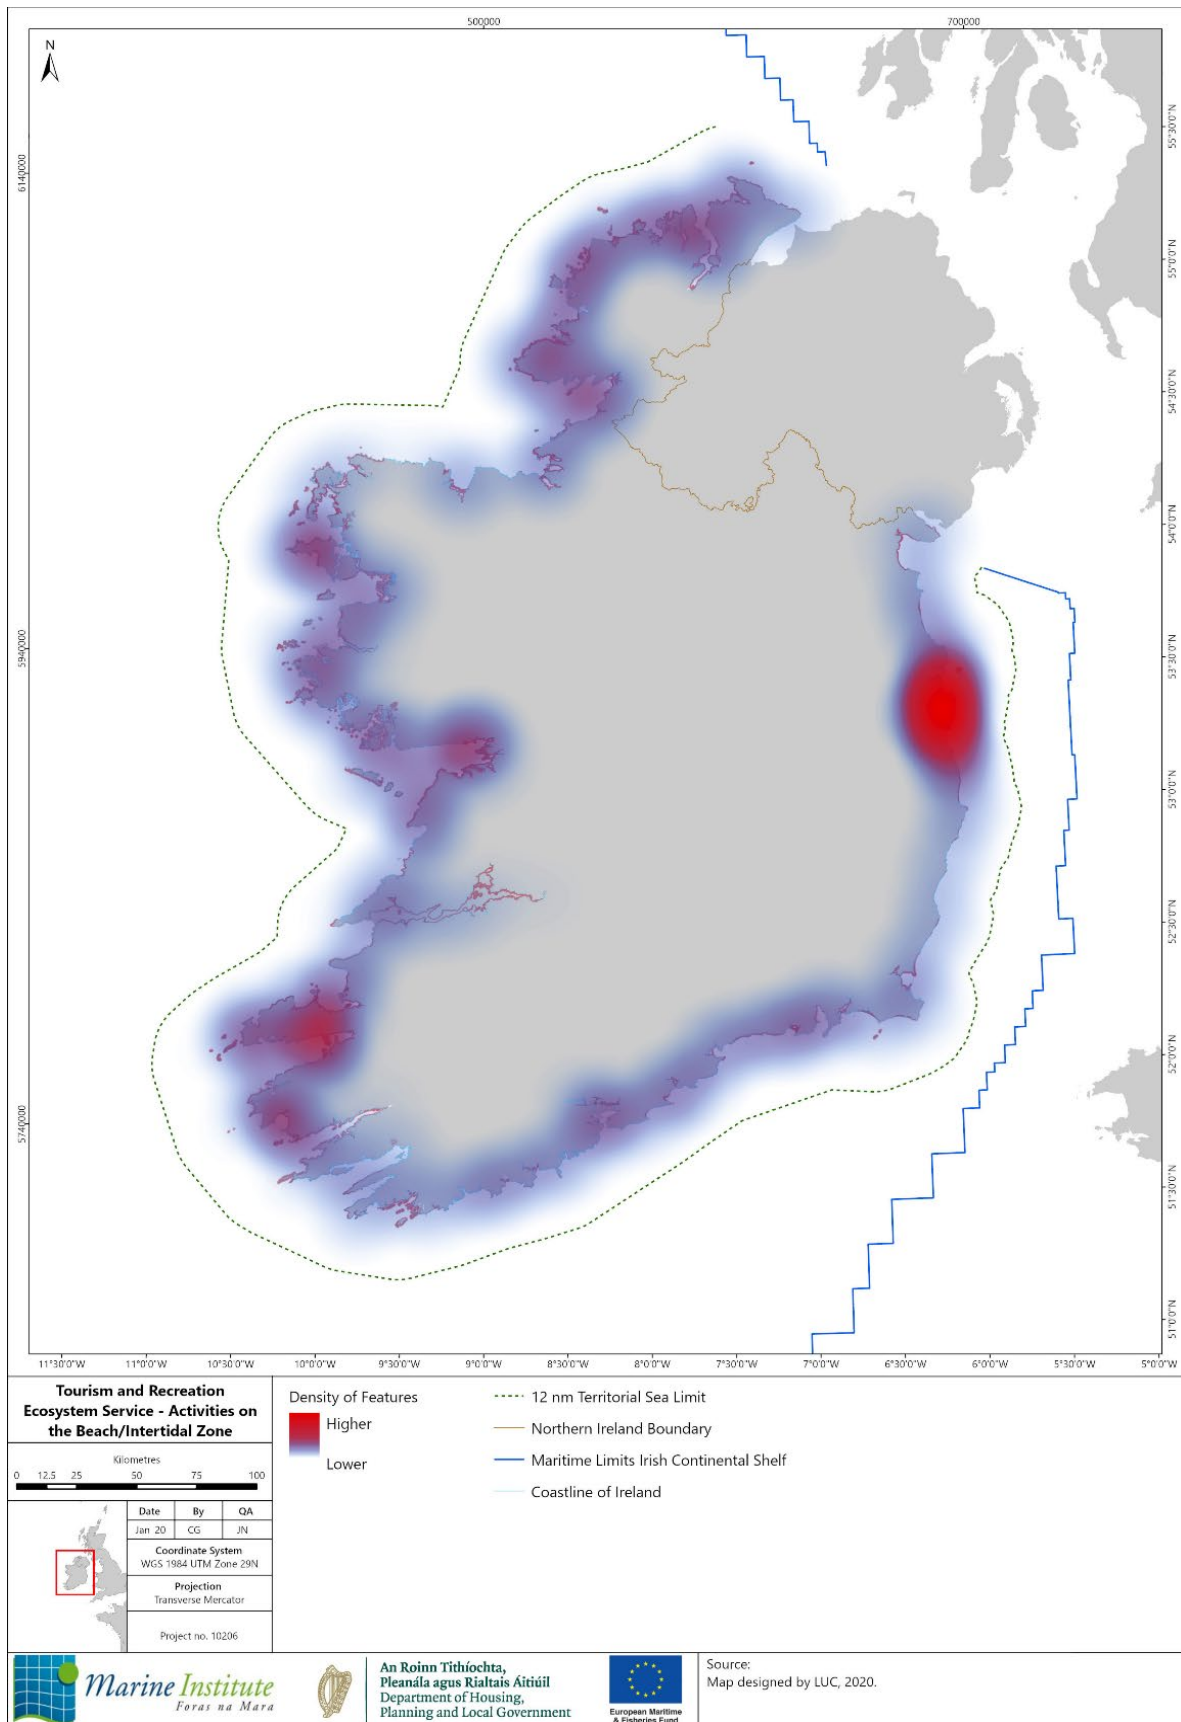 500000
700000
N
6140000
5940000
5740000
55°30'0"N
55°0'0"N
54°30'0"N
54°0'0"N
53°30'0"N
53°0'0"N
52°30'0"N
52°0'0"N
51°30'0"N
51°0'0"N
11°30'0"W
11°0'0"W
10°30'0"W
10°0'0"W
9°30'0"W
9°0'0"W
8°30'0"W
8°0'0"W
7°30'0"W
7°0'0"W
6°30'0"W
6°0'0"W
5°30'0"W
5°0'0"W
Tourism and Recreation
Ecosystem Service - Activities on
the Beach/Intertidal Zone
Kilometres
0 12.5 25 50 75 100
Date By QA
Jan 20 CG JN
Coordinate System
WGS 1984 UTM Zone 29N
Projection
Transverse Mercator
Project no. 10206
Density of Features
Higher
Lower
12 nm Territorial Sea Limit
Northern Ireland Boundary
Maritime Limits Irish Continental Shelf
Coastline of Ireland
Marine Institute
Foras na Mara
An Roinn Tithíochta,
Pleanála agus Rialtais Áitiúil
Department of Housing,
Planning and Local Government
European Maritime
& Fisheries Fund
Source:
Map designed by LUC, 2020.